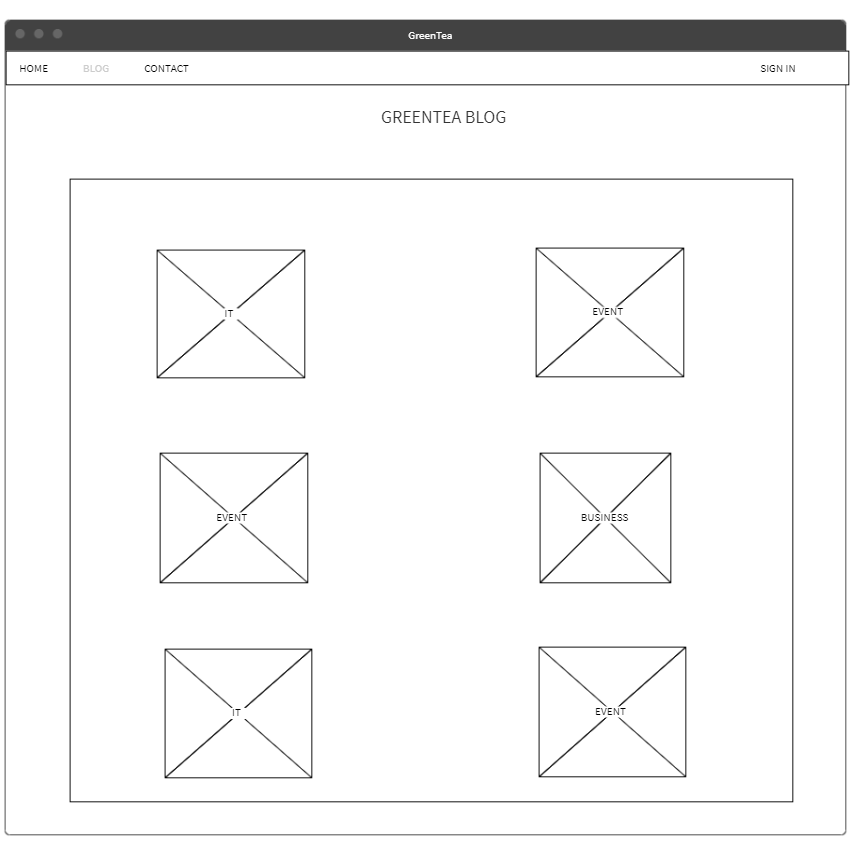 GreenTea
HOME BLOG CONTACT SIGN IN
GREENTEA BLOG
IT EVENT
EVENT BUSINESS
IT EVENT